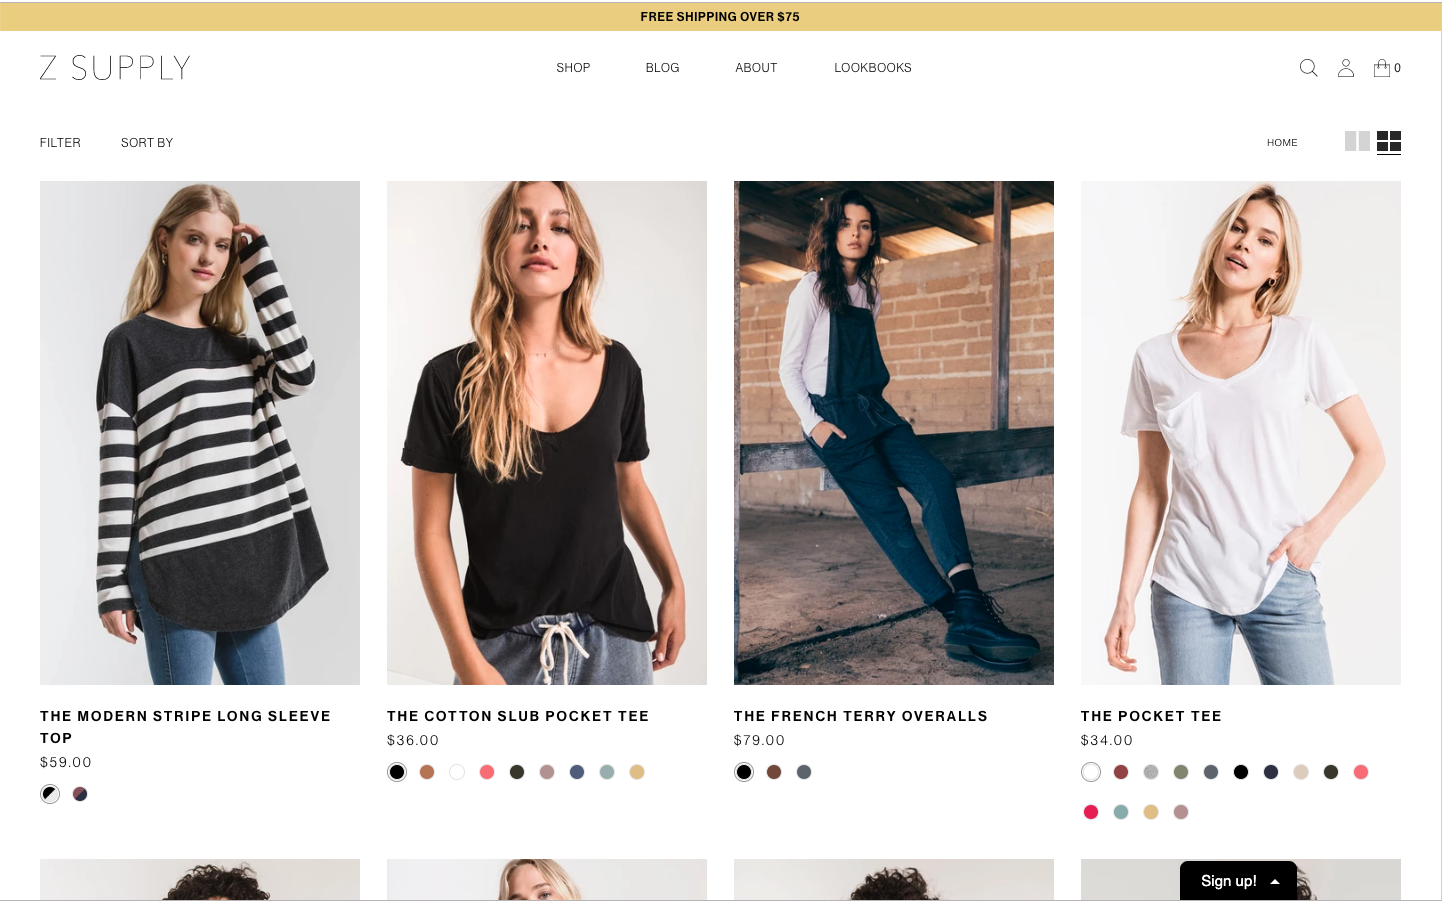 FREE SHIPPING OVER $75
Z SUPPLY
SHOP
BLOG
ABOUT
LOOKBOOKS
0
FILTER
SORT BY
HOME
THE MODERN STRIPE LONG SLEEVE
TOP
$59.00
THE COTTON SLUB POCKET TEE
$36.00
THE FRENCH TERRY OVERALLS
$79.00
THE POCKET TEE
$34.00
Sign up!